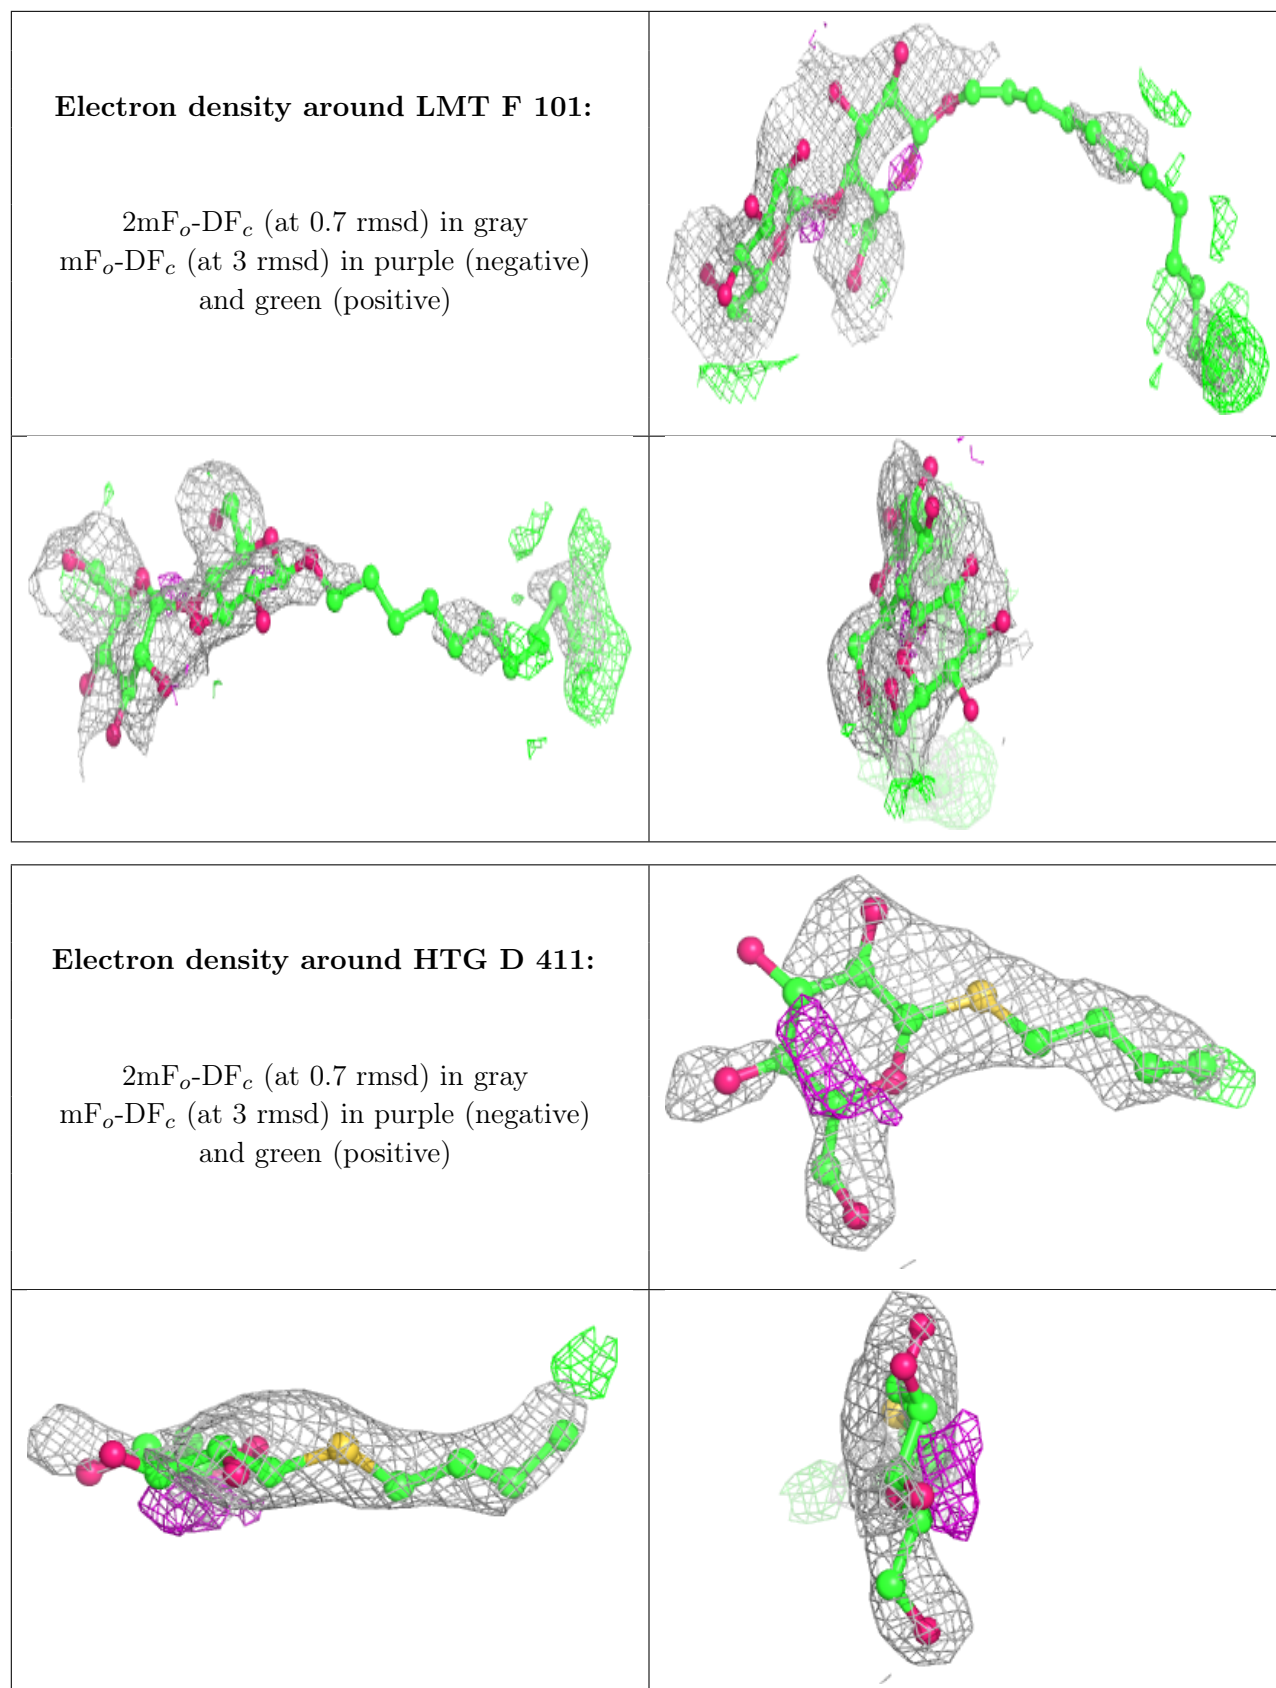 Electron density around LMT F 101:
2mFₒ-DF𝒸 (at 0.7 rmsd) in gray
mFₒ-DF𝒸 (at 3 rmsd) in purple (negative)
and green (positive)
Electron density around HTG D 411:
2mFₒ-DF𝒸 (at 0.7 rmsd) in gray
mFₒ-DF𝒸 (at 3 rmsd) in purple (negative)
and green (positive)